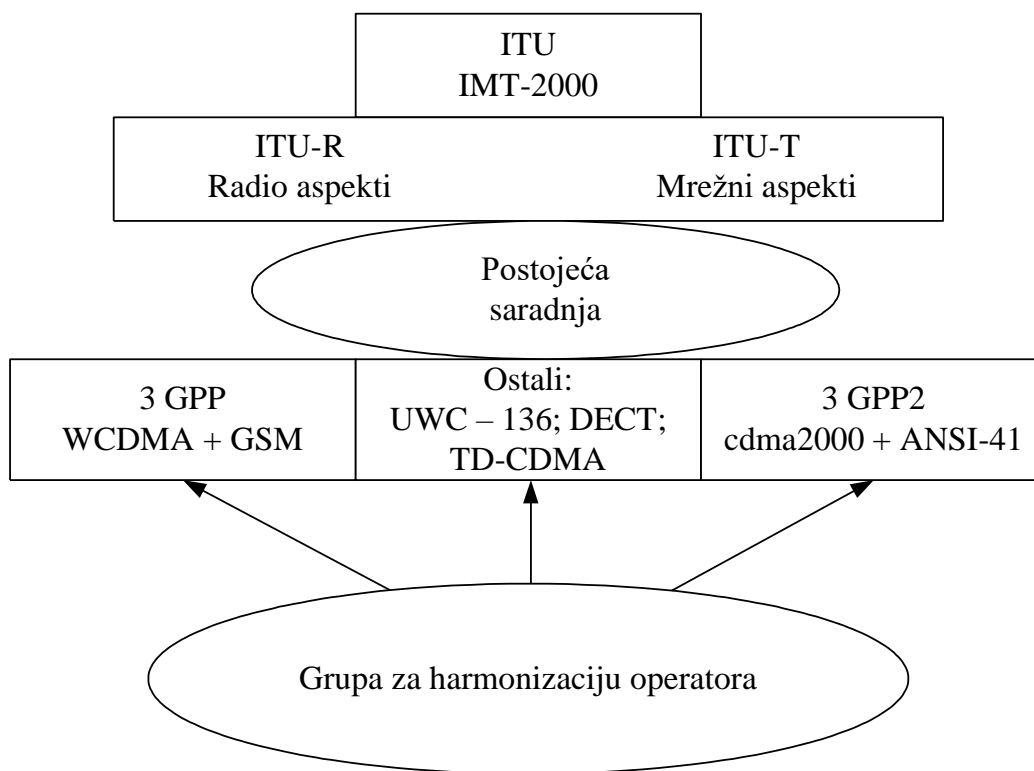 ITU
IMT-2000
ITU-R
Radio aspekti
ITU-T
Mrežni aspekti
Postojeća
saradnja
3 GPP
WCDMA + GSM
Ostali:
UWC – 136; DECT;
TD-CDMA
3 GPP2
cdma2000 + ANSI-41
Grupa za harmonizaciju operatora